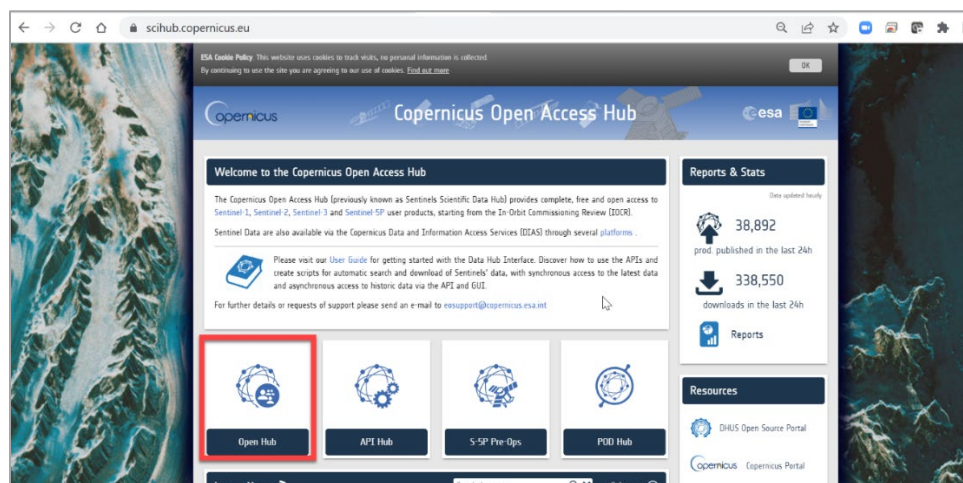 scihub.copernicus.eu
ESA Cookie Policy: This website uses cookies to track visits, no personal information is collected.
By continuing to use the site you are agreeing to our use of cookies. Find out more
OK
opernicus
Copernicus Open Access Hub
esa
Welcome to the Copernicus Open Access Hub
The Copernicus Open Access Hub (previously known as Sentinels Scientific Data Hub) provides complete, free and open access to
Sentinel-1, Sentinel-2, Sentinel-3 and Sentinel-5P user products, starting from the In-Orbit Commissioning Review (IOCR).
Sentinel Data are also available via the Copernicus Data and Information Access Services (DIAS) through several platforms .
Please visit our User Guide for getting started with the Data Hub Interface. Discover how to use the APIs and
create scripts for automatic search and download of Sentinels' data, with synchronous access to the latest data
and asynchronous access to historic data via the API and GUI.
For further details or requests of support please send an e-mail to eosupport@copernicus.esa.int
Open Hub
API Hub
S-5P Pre-Ops
POD Hub
Reports & Stats
Data updated hourly
38,892
prod. published in the last 24h
338,550
downloads in the last 24h
Reports
Resources
DHUS Open Source Portal
opernicus Copernicus Portal